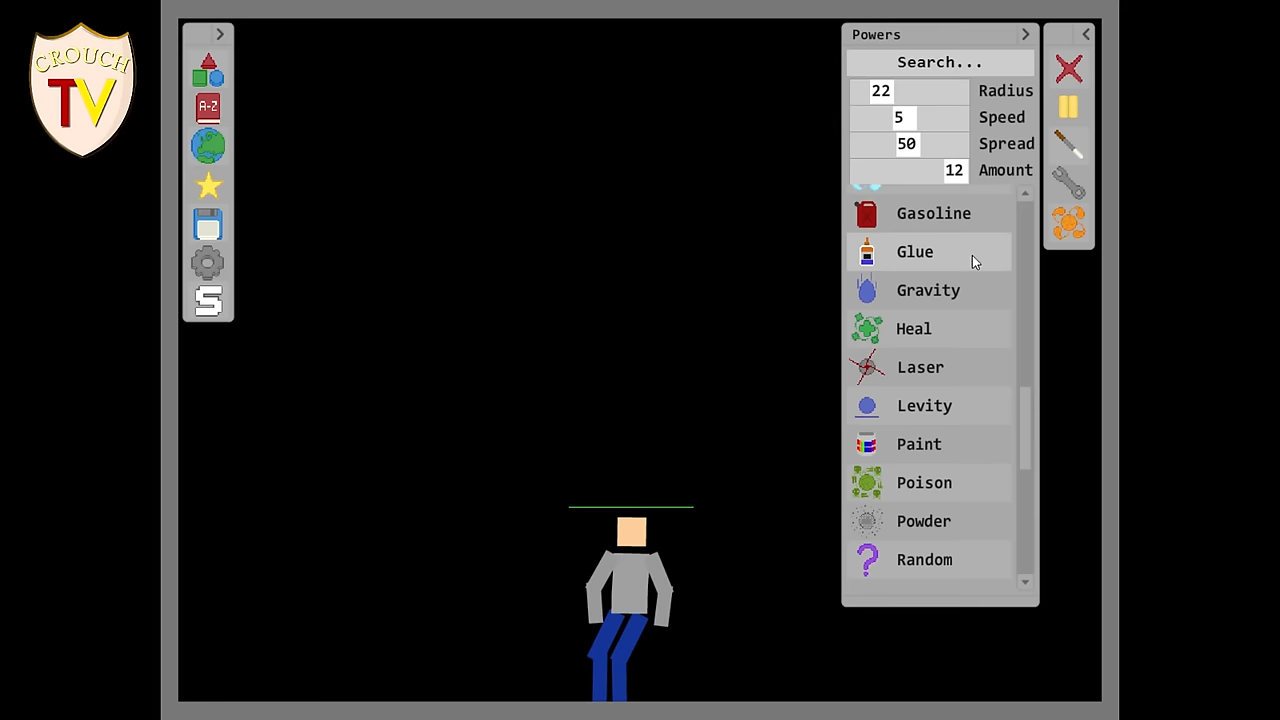 CROUCH
TV
A-Z
S
Powers
Search...
22 Radius
5 Speed
50 Spread
12 Amount
Gasoline
Glue
Gravity
Heal
Laser
Levity
Paint
Poison
Powder
Random